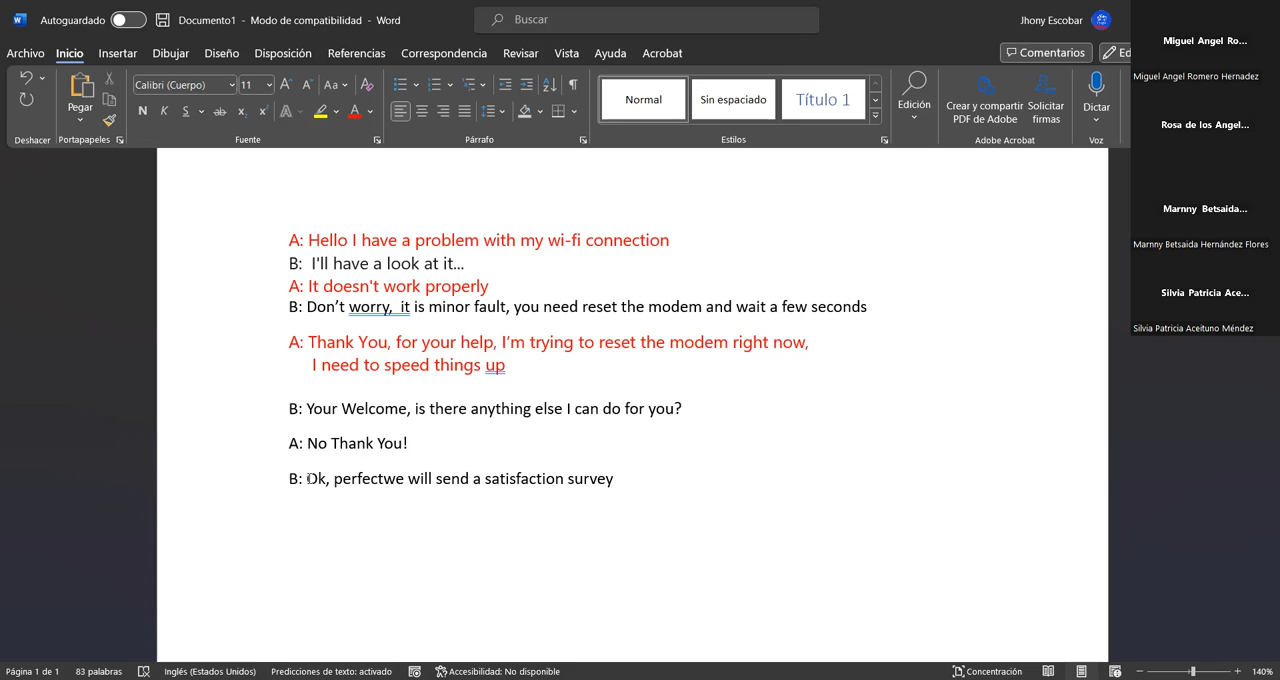 Autoguardado
Documento1 - Modo de compatibilidad - Word
Buscar
Jhony Escobar
Archivo Inicio Insertar Dibujar Diseño Disposición Referencias Correspondencia Revisar Vista Ayuda Acrobat
Comentarios
Ed
Pegar
Calibri (Cuerpo) 11
Normal
Sin espaciado
Título 1
Edición
Crear y compartir PDF de Adobe
Solicitar firmas
Dictar
Deshacer
Portapapeles
Fuente
Párrafo
Estilos
Adobe Acrobat
Voz
A: Hello I have a problem with my wi-fi connection
B: I'll have a look at it...
A: It doesn't work properly
B: Don’t worry, it is minor fault, you need reset the modem and wait a few seconds
A: Thank You, for your help, I’m trying to reset the modem right now,
I need to speed things up
B: Your Welcome, is there anything else I can do for you?
A: No Thank You!
B: Ok, perfectwe will send a satisfaction survey
Miguel Angel Ro...
Miguel Angel Romero Hernadez
Rosa de los Angel...
Marnny Betsaida...
Marnny Betsaida Hernández Flores
Silvia Patricia Ace...
Silvia Patricia Aceituno Méndez
Página 1 de 1 83 palabras Inglés (Estados Unidos) Predicciones de texto: activado Accesibilidad: No disponible
Concentración
140%